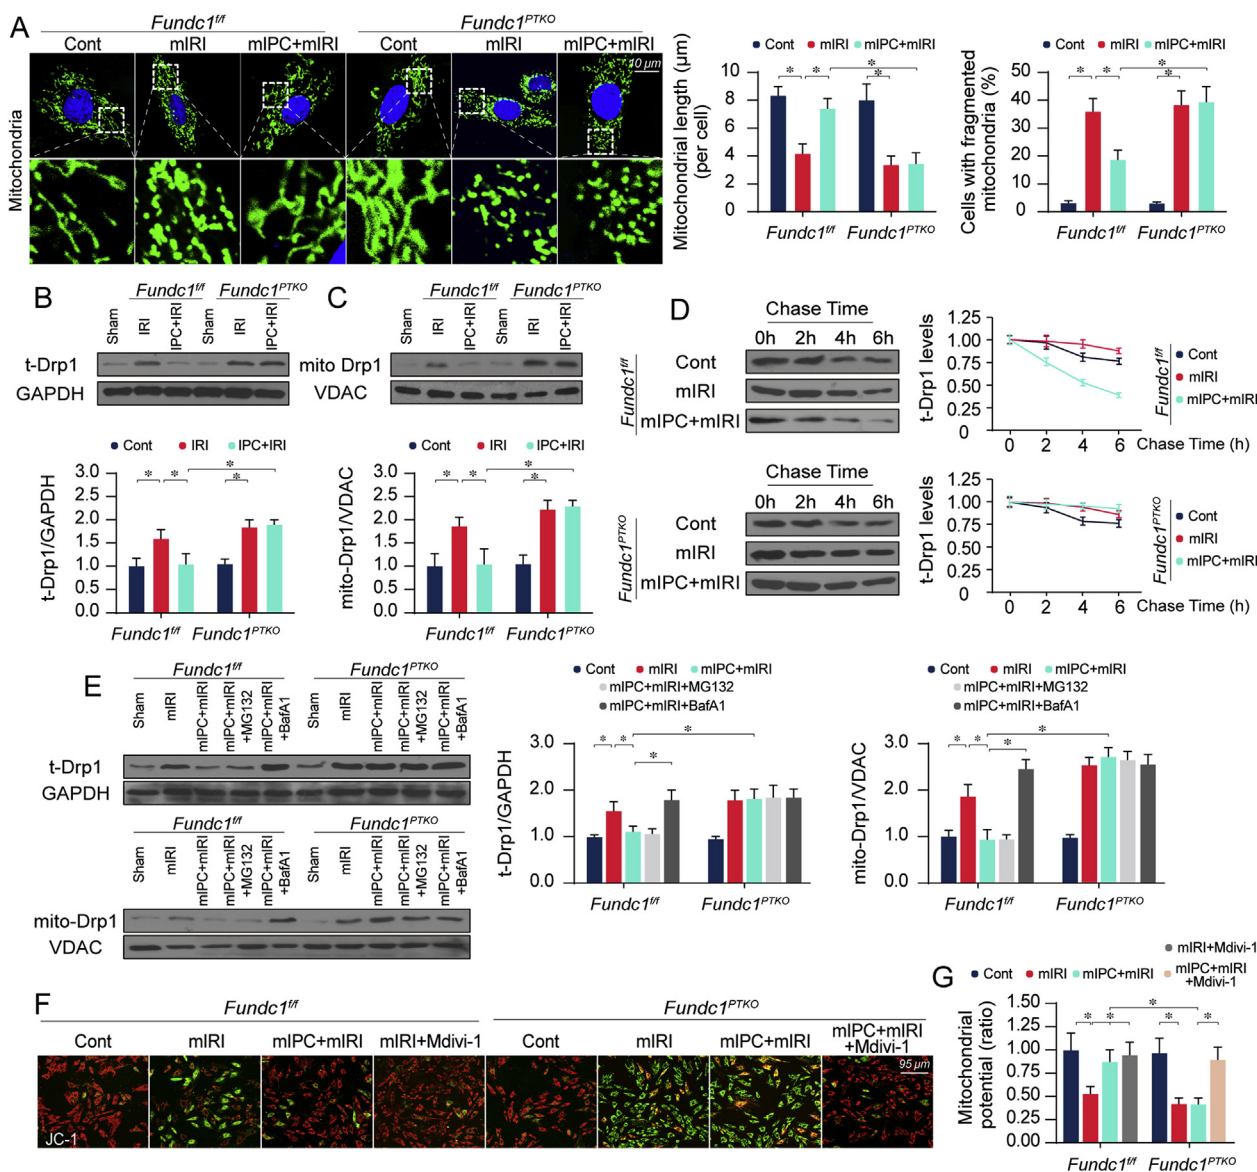 A
Fundc1f/f
Fundc1PTKO
Cont
mIRI
mIPC+mIRI
Cont
mIRI
mIPC+mIRI
10 µm
Mitochondria
Cont mIRI mIPC+mIRI
Mitochondrial length (µm)
(per cell)
10
8
6
4
2
0
* * * *
Fundc1f/f Fundc1PTKO
Cont mIRI mIPC+mIRI
Cells with fragmented
mitochondria (%)
50
40
30
20
10
0
* * * *
Fundc1f/f Fundc1PTKO
B
Fundc1f/f Fundc1PTKO
Sham
IRI
IPC+IRI
Sham
IRI
IPC+IRI
t-Drp1
GAPDH
Cont IRI IPC+IRI
t-Drp1/GAPDH
3.0
2.5
2.0
1.5
1.0
0.5
0.0
* * * *
Fundc1f/f Fundc1PTKO
C
Fundc1f/f Fundc1PTKO
Sham
IRI
IPC+IRI
Sham
IRI
IPC+IRI
mito Drp1
VDAC
Cont IRI IPC+IRI
mito-Drp1/VDAC
3.0
2.5
2.0
1.5
1.0
0.5
0.0
* * * *
Fundc1f/f Fundc1PTKO
D
Chase Time
0h 2h 4h 6h
Fundc1f/f
Cont
mIRI
mIPC+mIRI
t-Drp1 levels
1.25
1.00
0.75
0.50
0.25
0
0 2 4 6
Chase Time (h)
Cont
mIRI
mIPC+mIRI
Fundc1f/f
Chase Time
0h 2h 4h 6h
Fundc1PTKO
Cont
mIRI
mIPC+mIRI
t-Drp1 levels
1.25
1.00
0.75
0
0 2 4 6
Chase Time (h)
Cont
mIRI
mIPC+mIRI
Fundc1PTKO
E
Fundc1f/f Fundc1PTKO
Sham
mIRI
mIPC+mIRI
mIPC+mIRI
+MG132
mIPC+mIRI
+BafA1
Sham
mIRI
mIPC+mIRI
mIPC+mIRI
+MG132
mIPC+mIRI
+BafA1
t-Drp1
GAPDH
Fundc1f/f Fundc1PTKO
Sham
mIRI
mIPC+mIRI
mIPC+mIRI
+MG132
mIPC+mIRI
+BafA1
Sham
mIRI
mIPC+mIRI
mIPC+mIRI
+MG132
mIPC+mIRI
+BafA1
mito-Drp1
VDAC
Cont mIRI mIPC+mIRI
mIPC+mIRI+MG132
mIPC+mIRI+BafA1
t-Drp1/GAPDH
3.0
2.0
1.0
0.0
* * * *
Fundc1f/f Fundc1PTKO
Cont mIRI mIPC+mIRI
mIPC+mIRI+MG132
mIPC+mIRI+BafA1
mito-Drp1/VDAC
3.0
2.0
1.0
0.0
* * * *
Fundc1f/f Fundc1PTKO
F
Fundc1f/f
Fundc1PTKO
Cont
mIRI
mIPC+mIRI
mIRI+Mdivi-1
Cont
mIRI
mIPC+mIRI
mIPC+mIRI
+Mdivi-1
95 µm
JC-1
G
mIRI+Mdivi-1
Cont mIRI mIPC+mIRI mIPC+mIRI
+Mdivi-1
Mitochondrial
potential (ratio)
1.50
1.25
1.00
0.75
0.50
0.25
0.00
* * * * * *
Fundc1f/f Fundc1PTKO